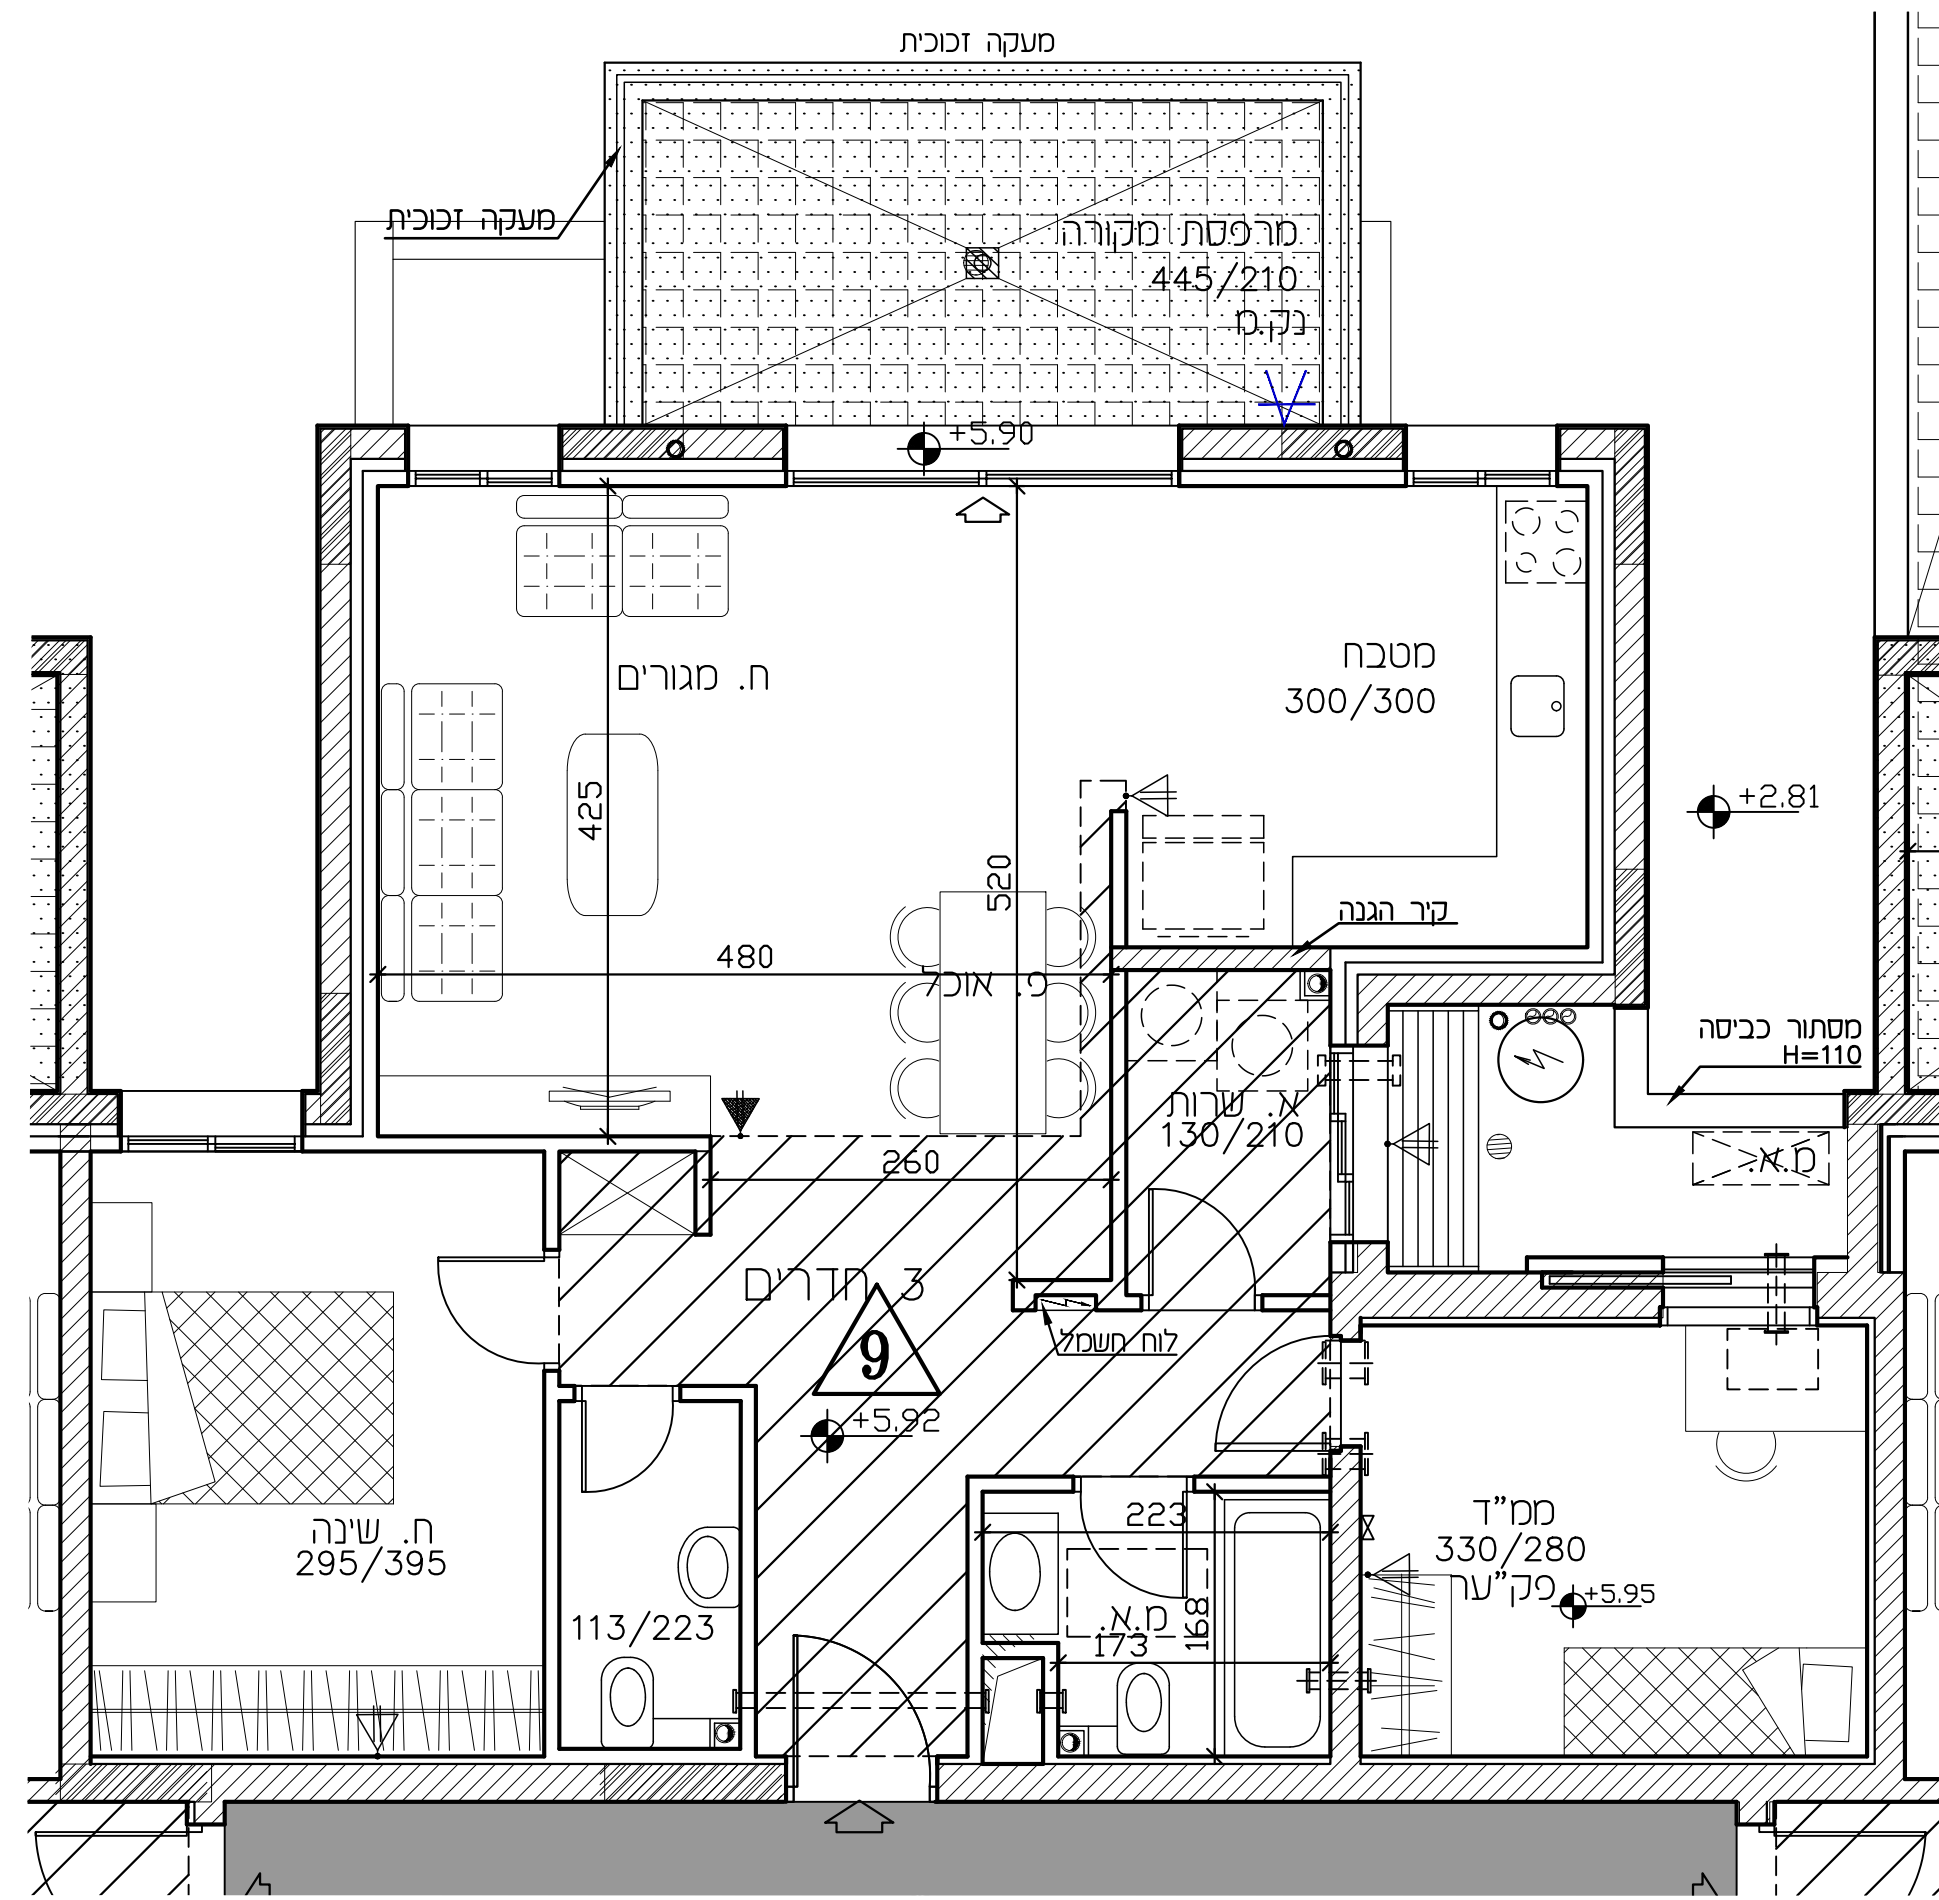 מעקה זכוכית
מעקה זכוכית
מרפסת מקורה
445/210
נק.מ
+5.90
מטבח
300/300
ח. מגורים
425
520
+2.81
קיר הגנה
480
פ. אוכל
מסתור כביסה
H=110
א. שרות
130/210
מ.א.
260
3 חדרים
9
לוח חשמל
+5.92
ח. שינה
295/395
113/223
223
מ.א.
173
168
ממ"ד
330/280
פק"ער
+5.95